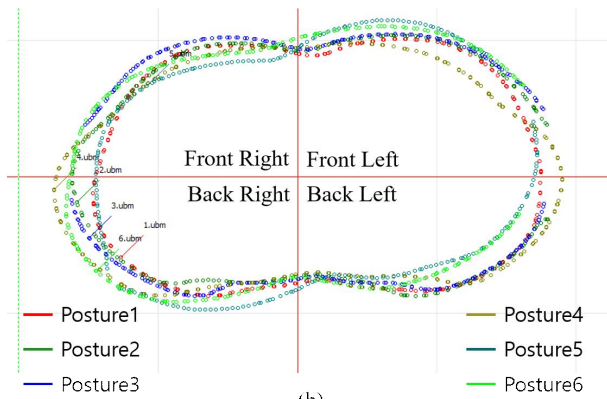 Front Right Front Left
4.ubm
2.ubm
Back Right Back Left
3.ubm
1.ubm
6.ubm
Posture1 Posture4
Posture2 Posture5
Posture3 Posture6
(b)